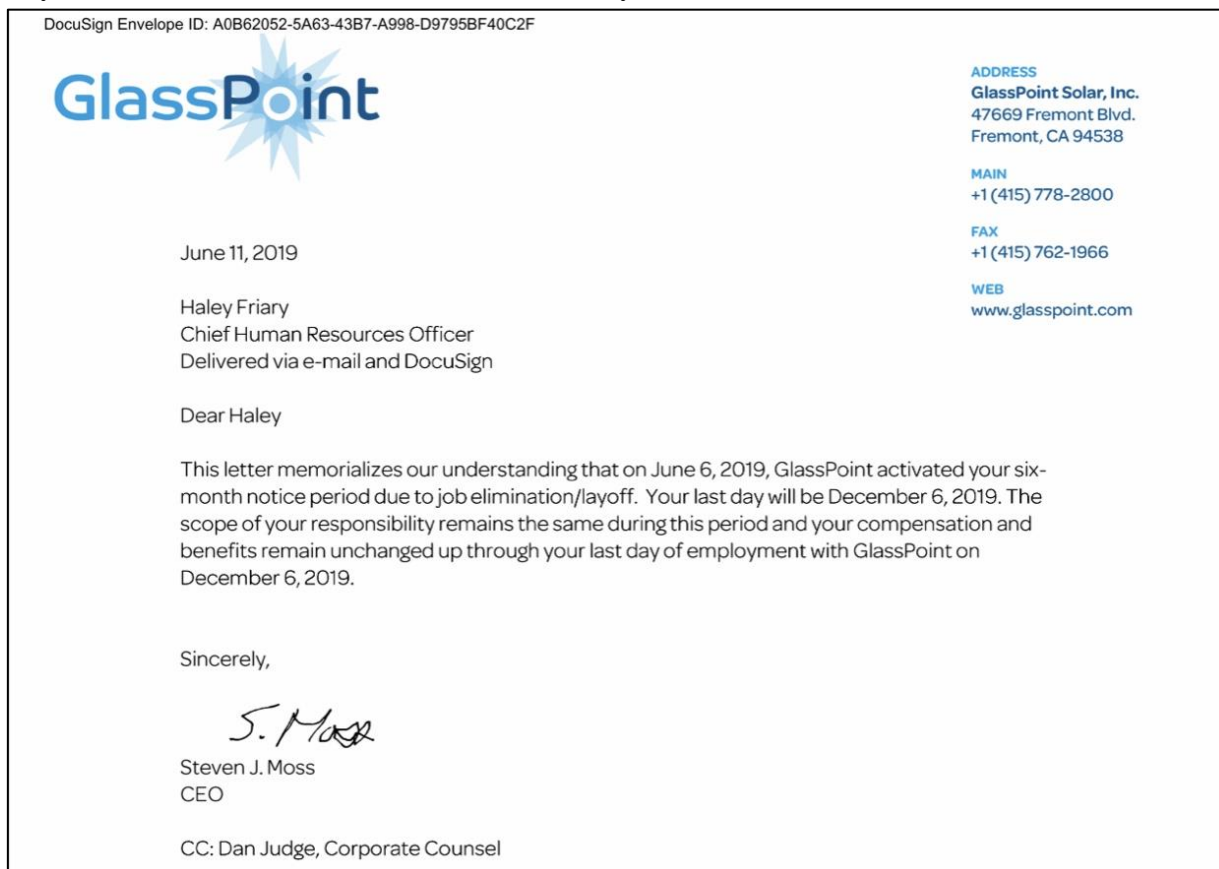 DocuSign Envelope ID: A0B62052-5A63-43B7-A998-D9795BF40C2F
GlassPoint
ADDRESS
GlassPoint Solar, Inc.
47669 Fremont Blvd.
Fremont, CA 94538
MAIN
+1 (415) 778-2800
FAX
+1 (415) 762-1966
WEB
www.glasspoint.com
June 11, 2019
Haley Friary
Chief Human Resources Officer
Delivered via e-mail and DocuSign
Dear Haley
This letter memorializes our understanding that on June 6, 2019, GlassPoint activated your six-
month notice period due to job elimination/layoff. Your last day will be December 6, 2019. The
scope of your responsibility remains the same during this period and your compensation and
benefits remain unchanged up through your last day of employment with GlassPoint on
December 6, 2019.
Sincerely,
S. Moss
Steven J. Moss
CEO
CC: Dan Judge, Corporate Counsel